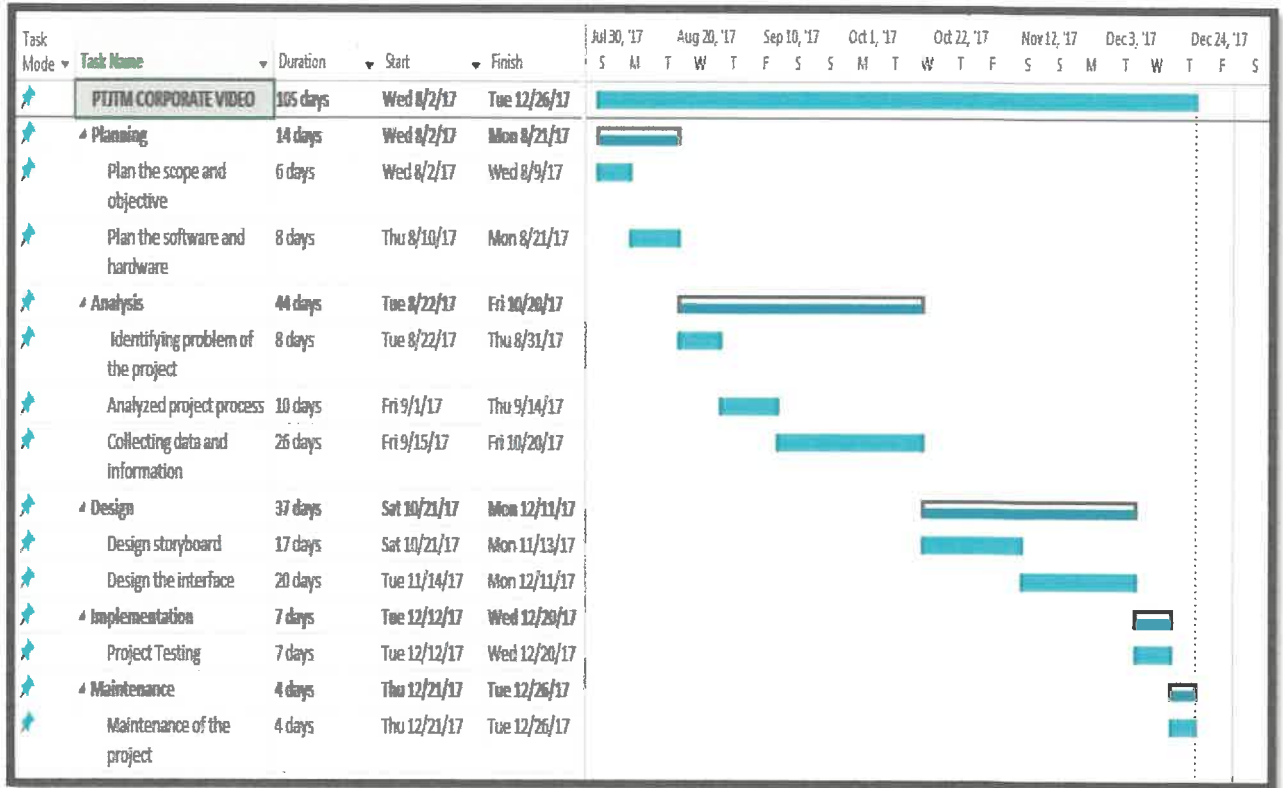 Jul 30, '17 Aug 20, '17 Sep 10, '17 Oct 1, '17 Oct 22, '17 Nov 12, '17 Dec 3, '17 Dec 24, '17
Task
Mode Task Name Duration Start Finish S M T W T F S S M T W T F S S M T W T F S
PTJTM CORPORATE VIDEO 105 days Wed 8/2/17 Tue 12/26/17
Planning 14 days Wed 8/2/17 Mon 8/21/17
Plan the scope and 6 days Wed 8/2/17 Wed 8/9/17
objective
Plan the software and 8 days Thu 8/10/17 Mon 8/21/17
hardware
Analysis 44 days Tue 8/22/17 Fri 10/20/17
Identifying problem of 8 days Tue 8/22/17 Thu 8/31/17
the project
Analyzed project process 10 days Fri 9/1/17 Thu 9/14/17
Collecting data and 26 days Fri 9/15/17 Fri 10/20/17
information
Design 37 days Sat 10/21/17 Mon 12/11/17
Design storyboard 17 days Sat 10/21/17 Mon 11/13/17
Design the interface 20 days Tue 11/14/17 Mon 12/11/17
Implementation 7 days Tue 12/12/17 Wed 12/20/17
Project Testing 7 days Tue 12/12/17 Wed 12/20/17
Maintenance 4 days Thu 12/21/17 Tue 12/26/17
Maintenance of the 4 days Thu 12/21/17 Tue 12/26/17
project